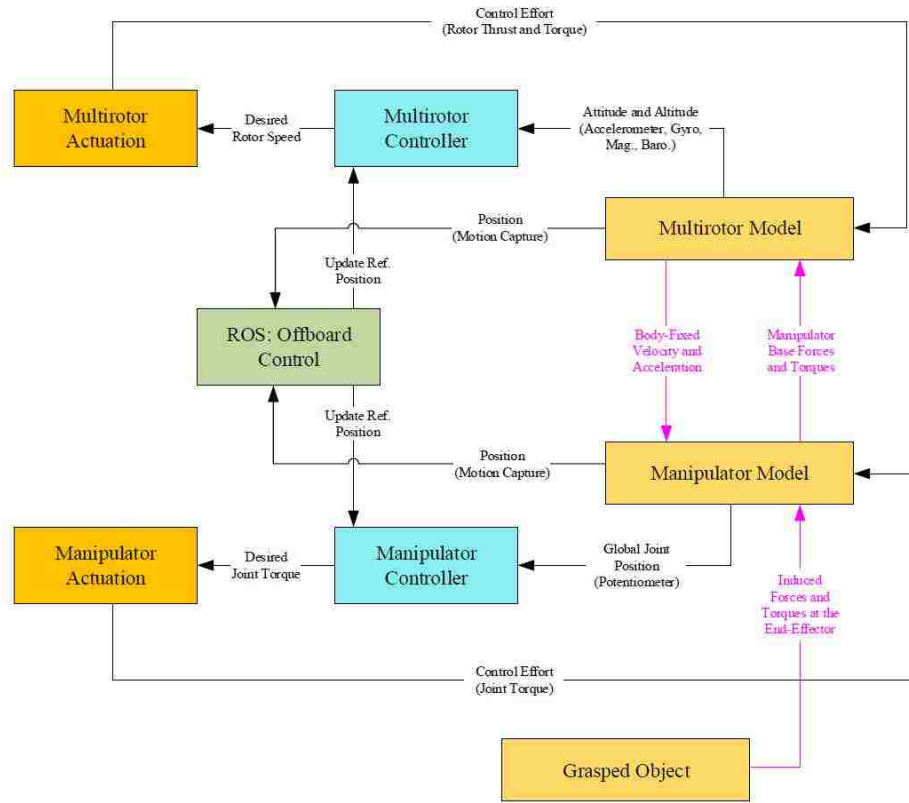 Control Effort
(Rotor Thrust and Torque)
Multirotor
Actuation
Desired
Rotor Speed
Multirotor
Controller
Attitude and Altitude
(Accelerometer, Gyro,
Mag., Baro.)
Position
(Motion Capture)
Multirotor Model
Update Ref.
Position
ROS: Offboard
Control
Body-Fixed
Velocity and
Acceleration
Manipulator
Base Forces
and Torques
Update Ref.
Position
Position
(Motion Capture)
Manipulator Model
Manipulator
Actuation
Desired
Joint Torque
Manipulator
Controller
Global Joint
Position
(Potentiometer)
Induced
Forces and
Torques at the
End-Effector
Control Effort
(Joint Torque)
Grasped Object